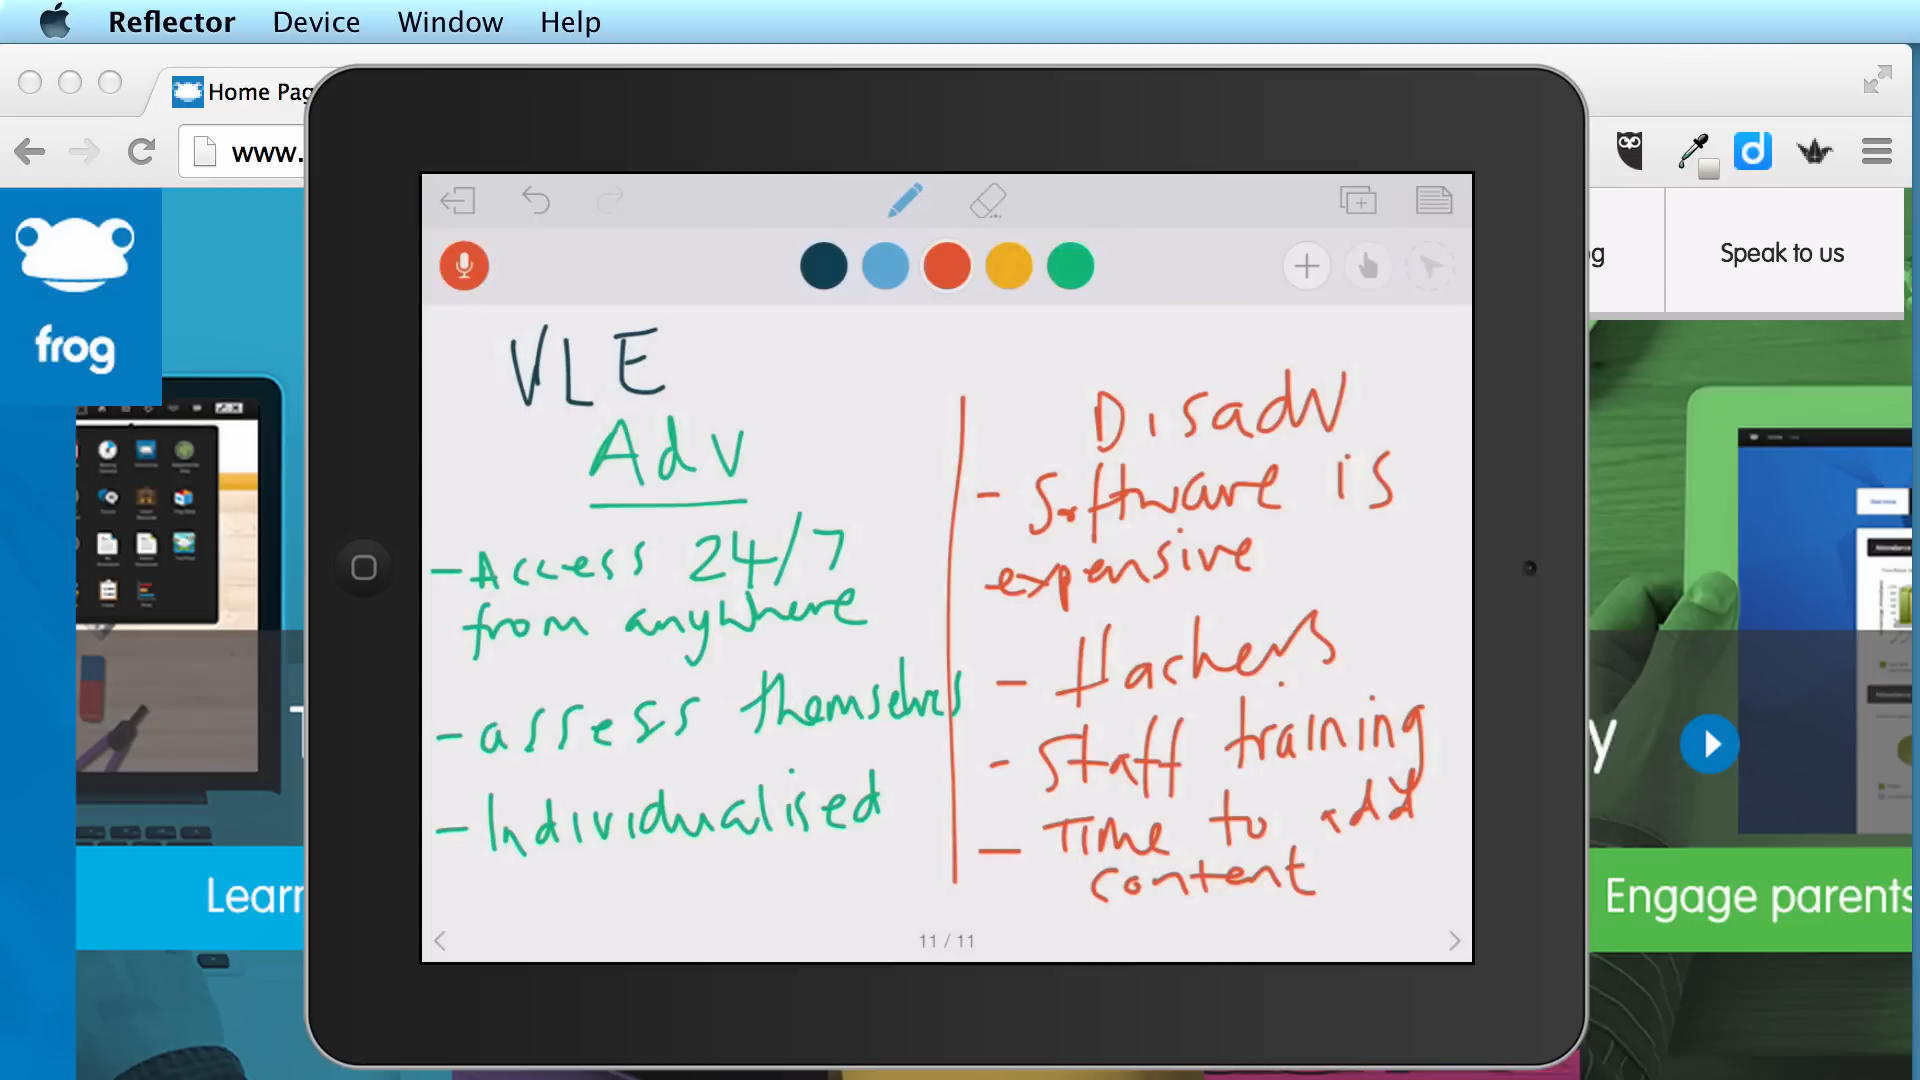 Reflector Device Window Help
Home Pag
www.
frog
g
Speak to us
VLE
Adv
- Access 24/7
from anywhere
- assess themselves
- Individualised
Disadv
- Software is
expensive
- Hackers
- Staff training
- Time to add
content
11 / 11
T
y
Learn
Engage parents